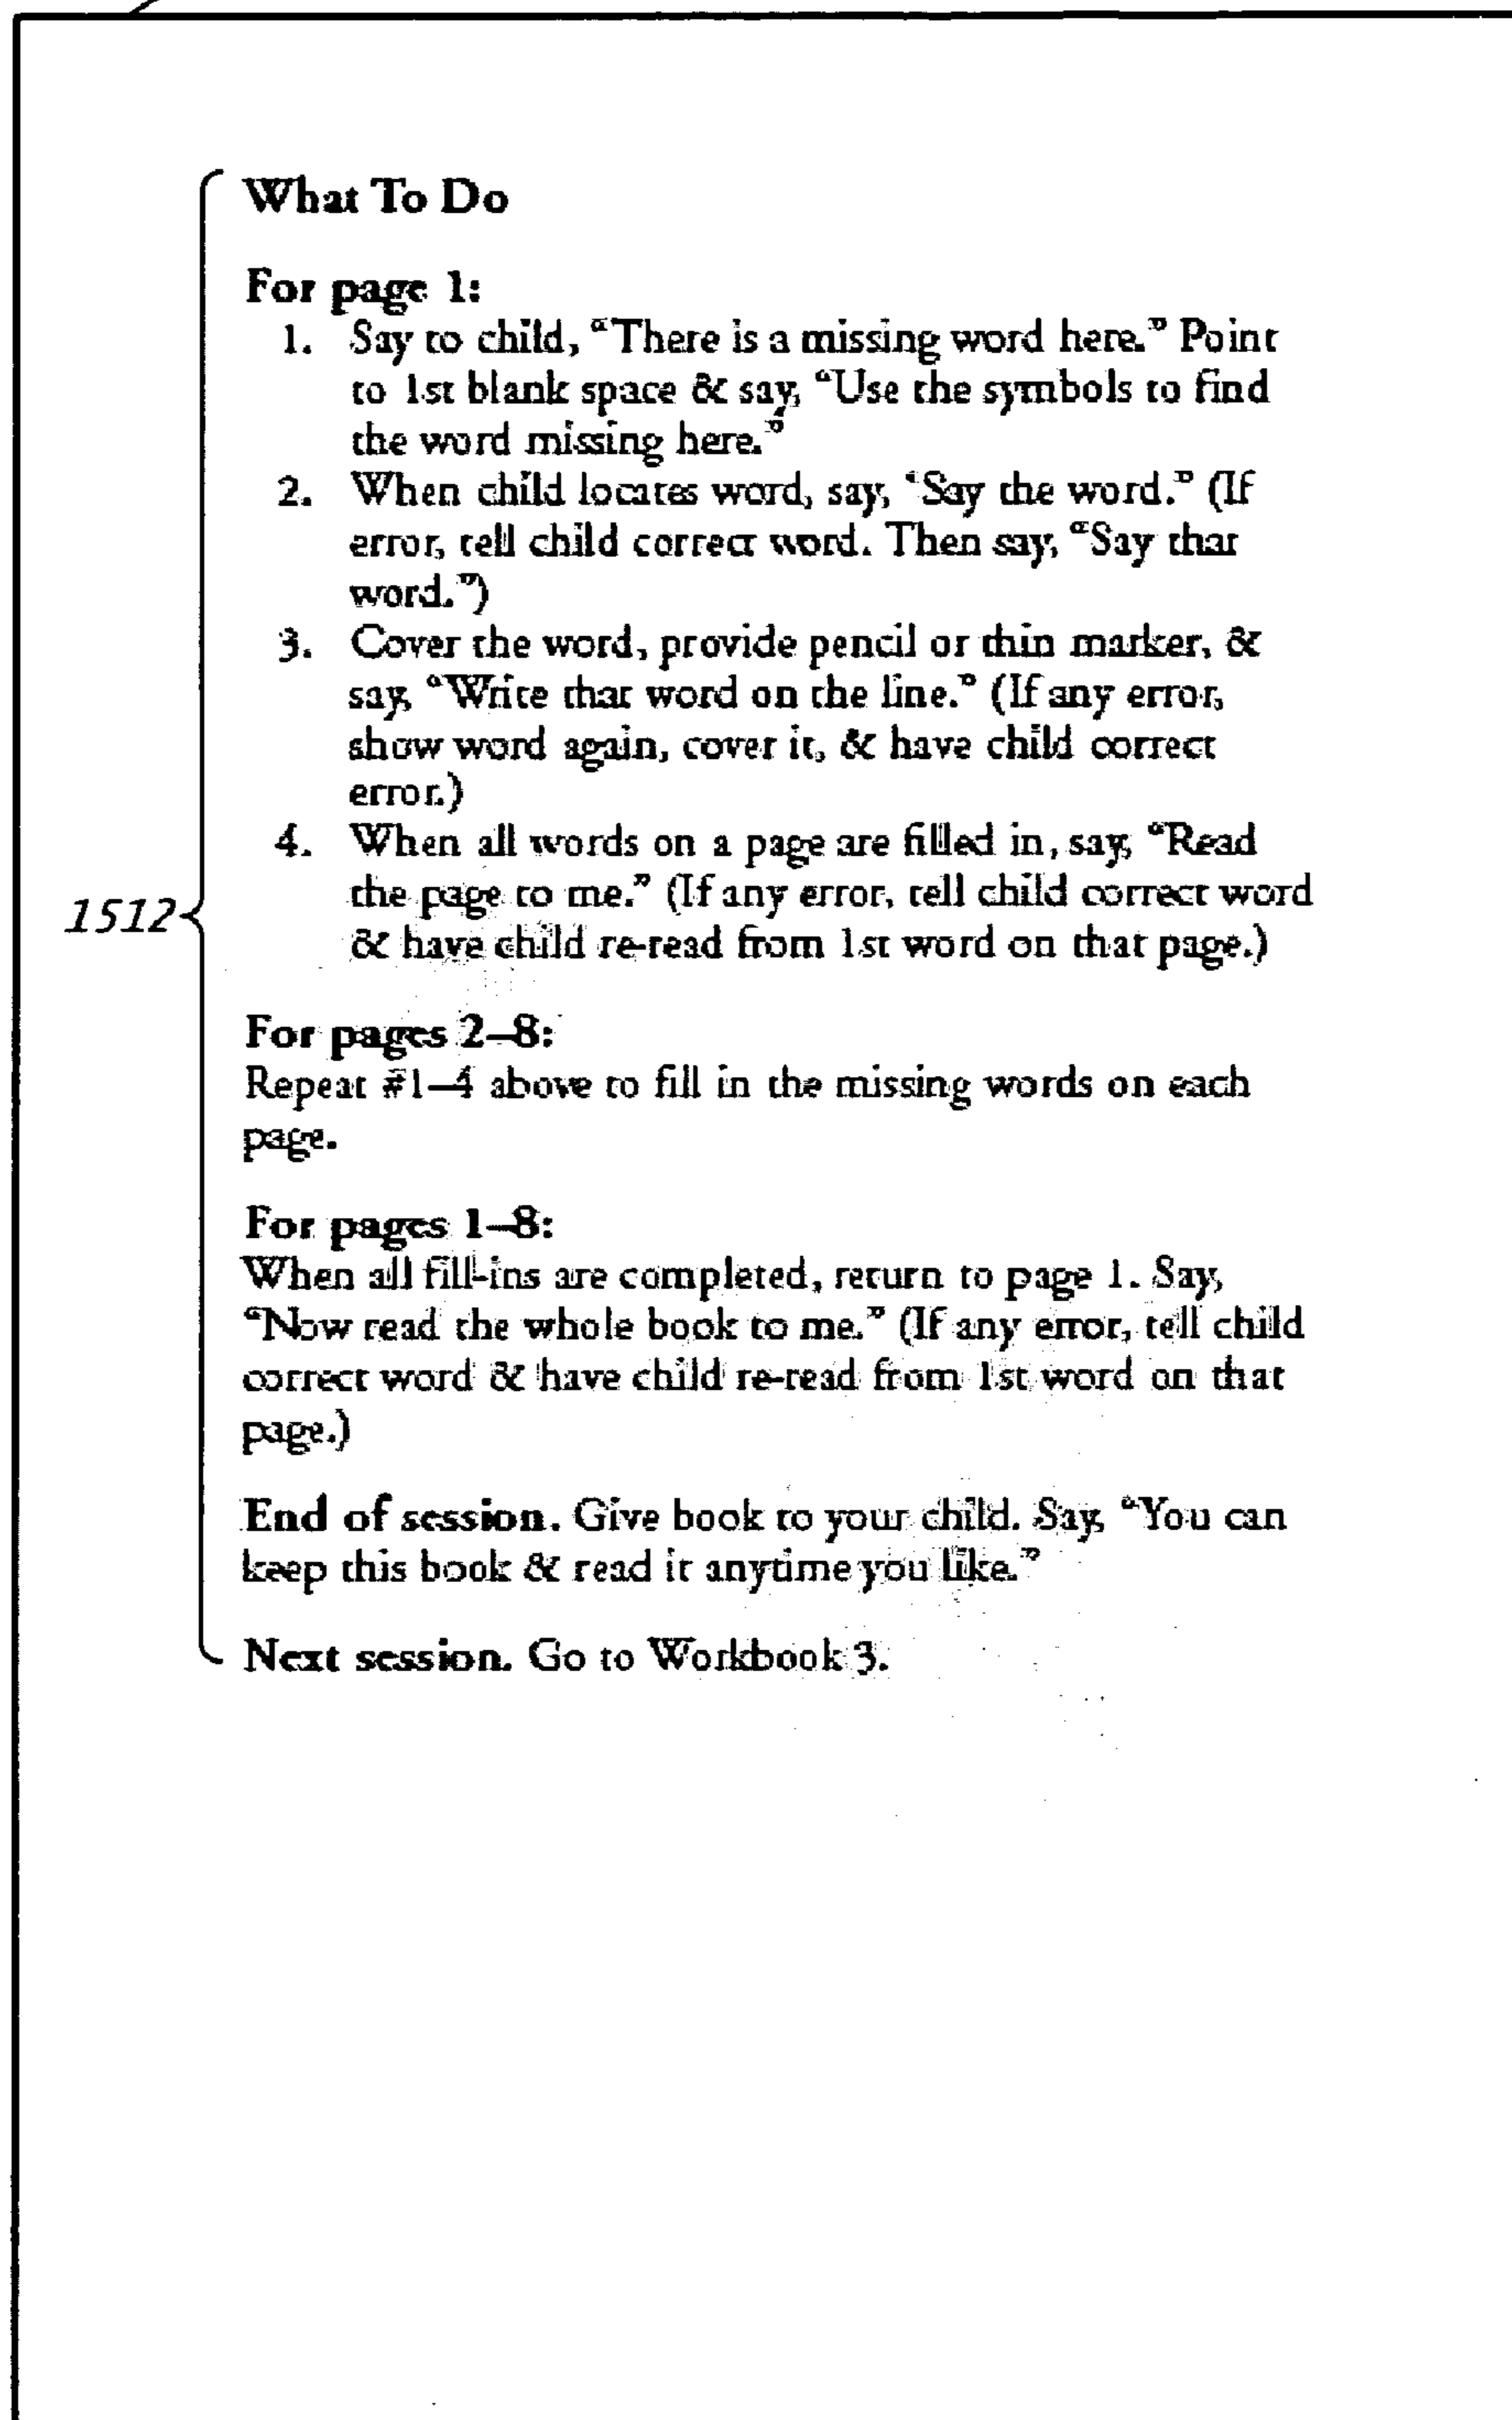 What To Do
For page 1:
1. Say to child, “There is a missing word here.” Point
to 1st blank space & say, “Use the symbols to find
the word missing here.”
2. When child locates word, say, “Say the word.” (If
error, tell child correct word. Then say, “Say that
word.”)
3. Cover the word, provide pencil or thin marker, &
say, “Write that word on the line.” (If any error,
show word again, cover it, & have child correct
error.)
4. When all words on a page are filled in, say, “Read
the page to me.” (If any error, tell child correct word
1512
& have child re-read from 1st word on that page.)
For pages 2–8:
Repeat #1–4 above to fill in the missing words on each
page.
For pages 1–8:
When all fill-ins are completed, return to page 1. Say,
“Now read the whole book to me.” (If any error, tell child
correct word & have child re-read from 1st word on that
page.)
End of session. Give book to your child. Say, “You can
keep this book & read it anytime you like.”
Next session. Go to Workbook 3.